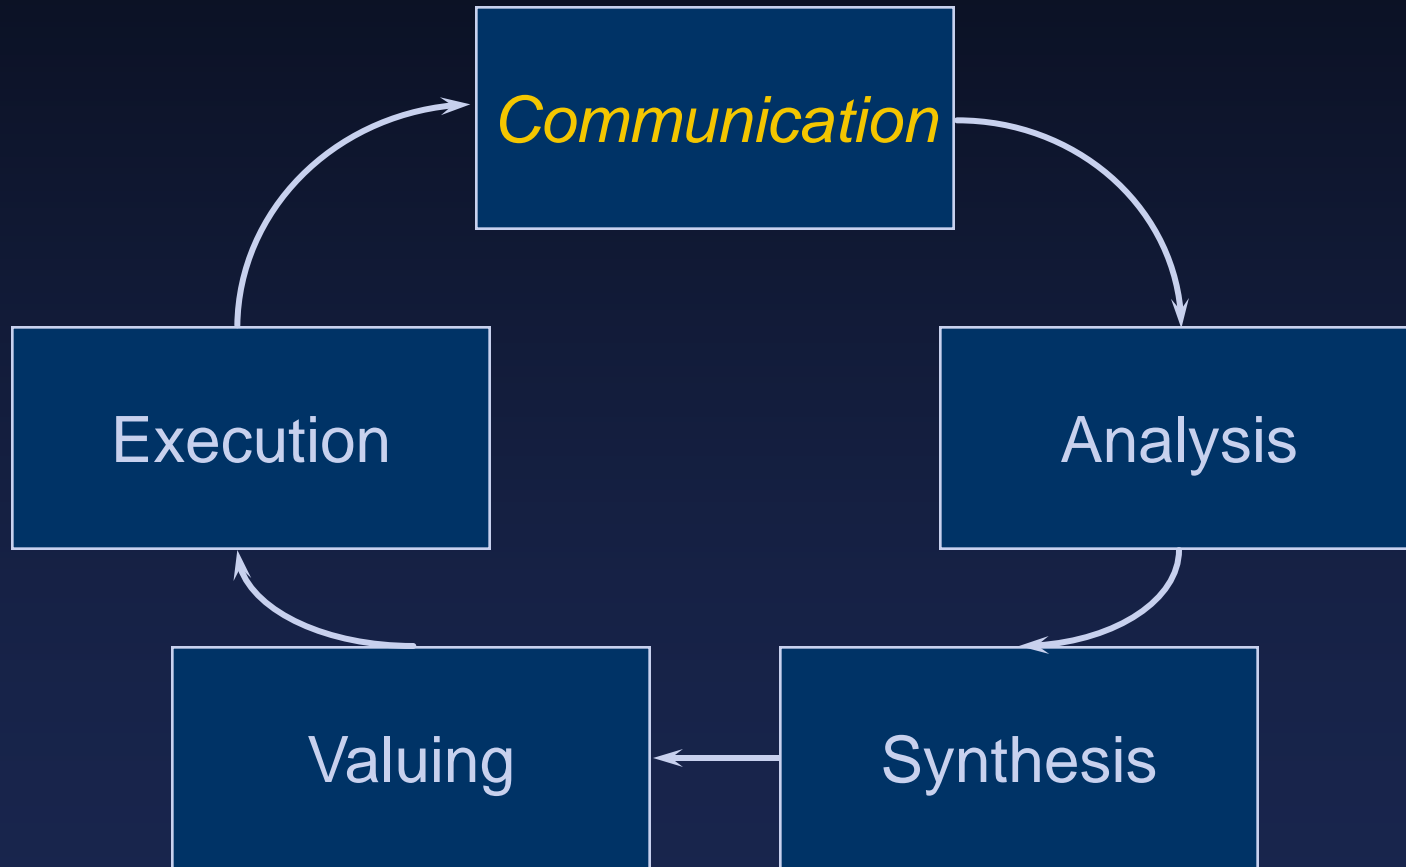 Communication
Execution
Analysis
Valuing
Synthesis